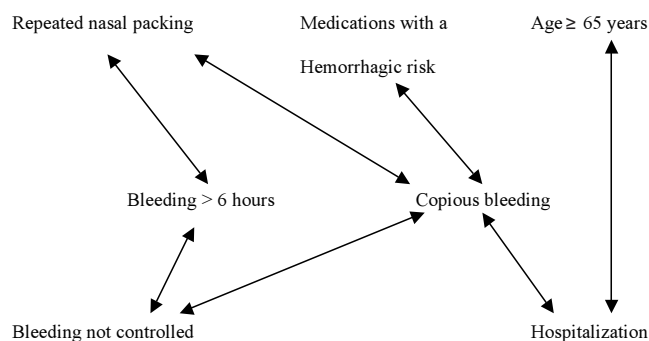 Repeated nasal packing
Medications with a
Hemorrhagic risk
Age ≥ 65 years
Bleeding > 6 hours
Copious bleeding
Bleeding not controlled
Hospitalization